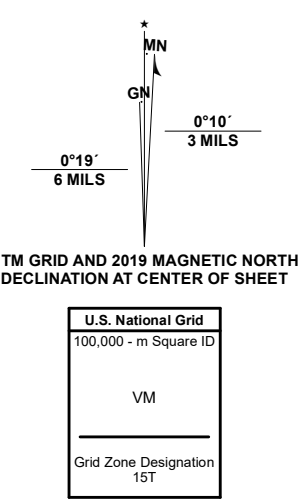 ★
MN
GN
0°10´
3 MILS
0°19´
6 MILS
TM GRID AND 2019 MAGNETIC NORTH
DECLINATION AT CENTER OF SHEET
U.S. National Grid
100,000 - m Square ID
VM
Grid Zone Designation
15T